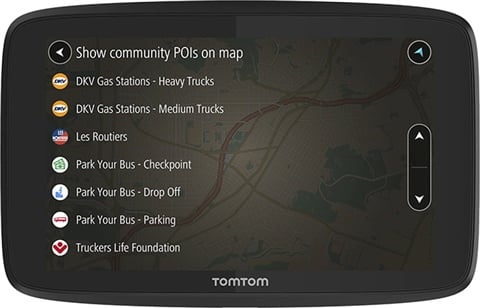 Show community POIs on map
DKV Gas Stations - Heavy Trucks
DKV Gas Stations - Medium Trucks
Les Routiers
Park Your Bus - Checkpoint
Park Your Bus - Drop Off
Park Your Bus - Parking
Truckers Life Foundation
TOMTOM